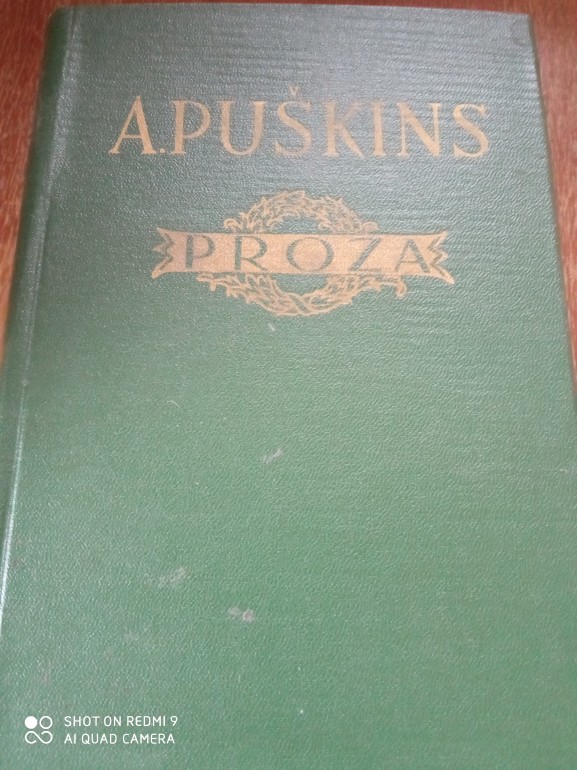 A.PUŠKINS
PROZA
SHOT ON REDMI 9
AI QUAD CAMERA